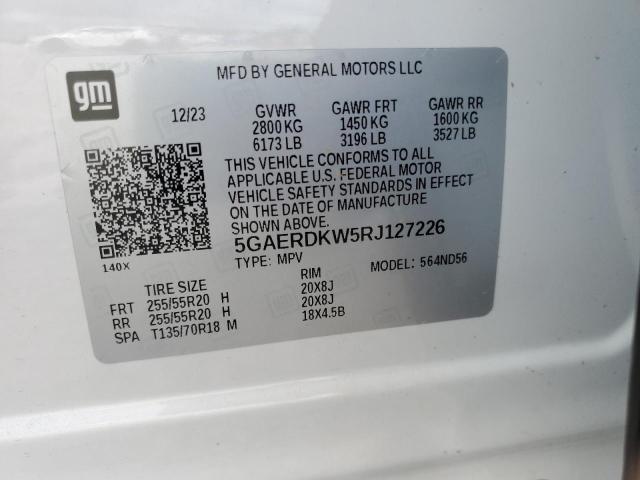 gm
MFD BY GENERAL MOTORS LLC
12/23 GVWR GAWR FRT GAWR RR
2800 KG 1450 KG 1600 KG
6173 LB 3196 LB 3527 LB
THIS VEHICLE CONFORMS TO ALL
APPLICABLE U.S. FEDERAL MOTOR
VEHICLE SAFETY STANDARDS IN EFFECT
ON THE DATE OF MANUFACTURE
SHOWN ABOVE.
5GAERDKW5RJ127226
140X TYPE: MPV MODEL: 564ND56
TIRE SIZE RIM
FRT 255/55R20 H 20X8J
RR 255/55R20 H 20X8J
SPA T135/70R18 M 18X4.5B